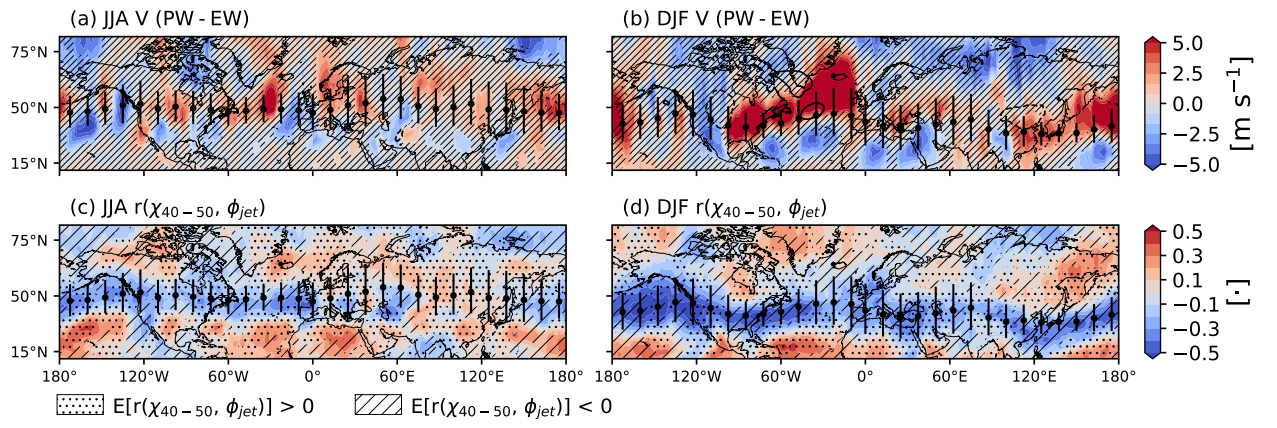 (a) JJA V (PW - EW)
(b) DJF V (PW - EW)
75°N
50°N
15°N
5.0
2.5
0.0
−2.5
−5.0
[m s⁻¹]
(c) JJA r(χ₄₀₋₅₀, ϕ_jet)
(d) DJF r(χ₄₀₋₅₀, ϕ_jet)
75°N
50°N
15°N
0.5
0.3
0.1
−0.1
−0.3
−0.5
[·]
180° 120°W 60°W 0° 60°E 120°E 180°
180° 120°W 60°W 0° 60°E 120°E 180°
E[r(χ₄₀₋₅₀, ϕ_jet)] > 0
E[r(χ₄₀₋₅₀, ϕ_jet)] < 0